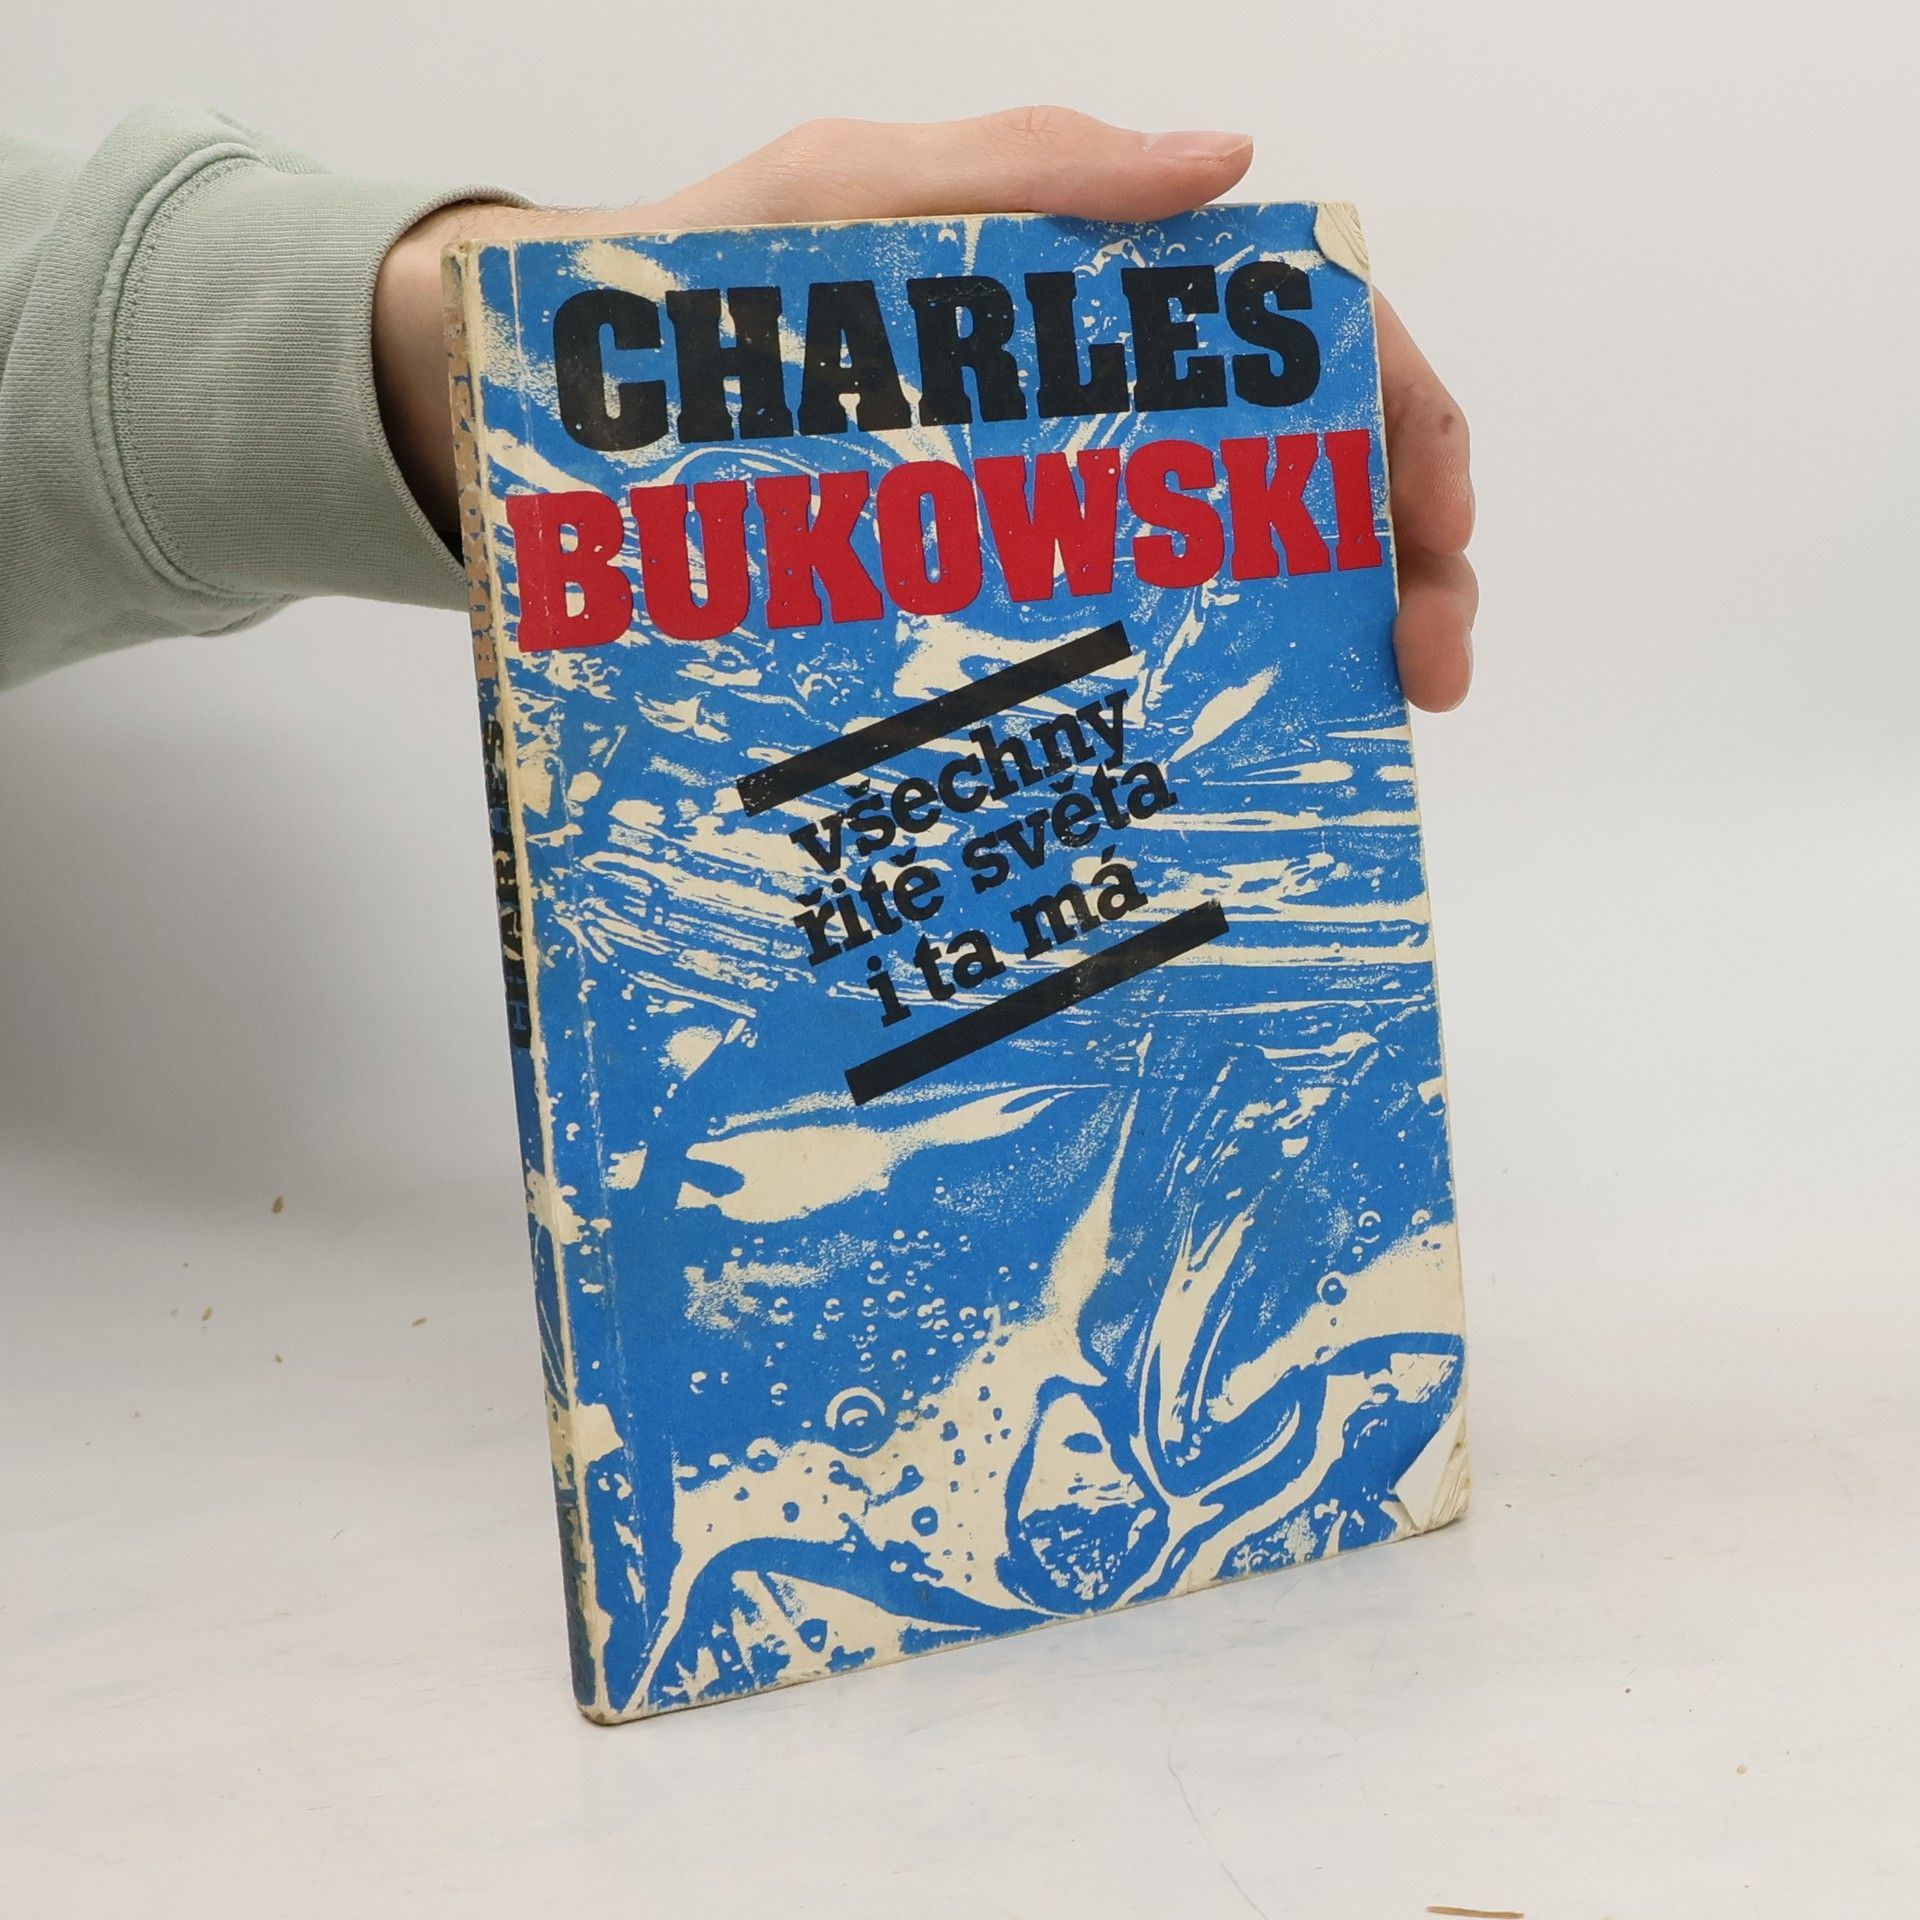 CHARLES
BUKOWSKI
všechny
řitě světa
i ta má
CHARLES BUKOWSKI